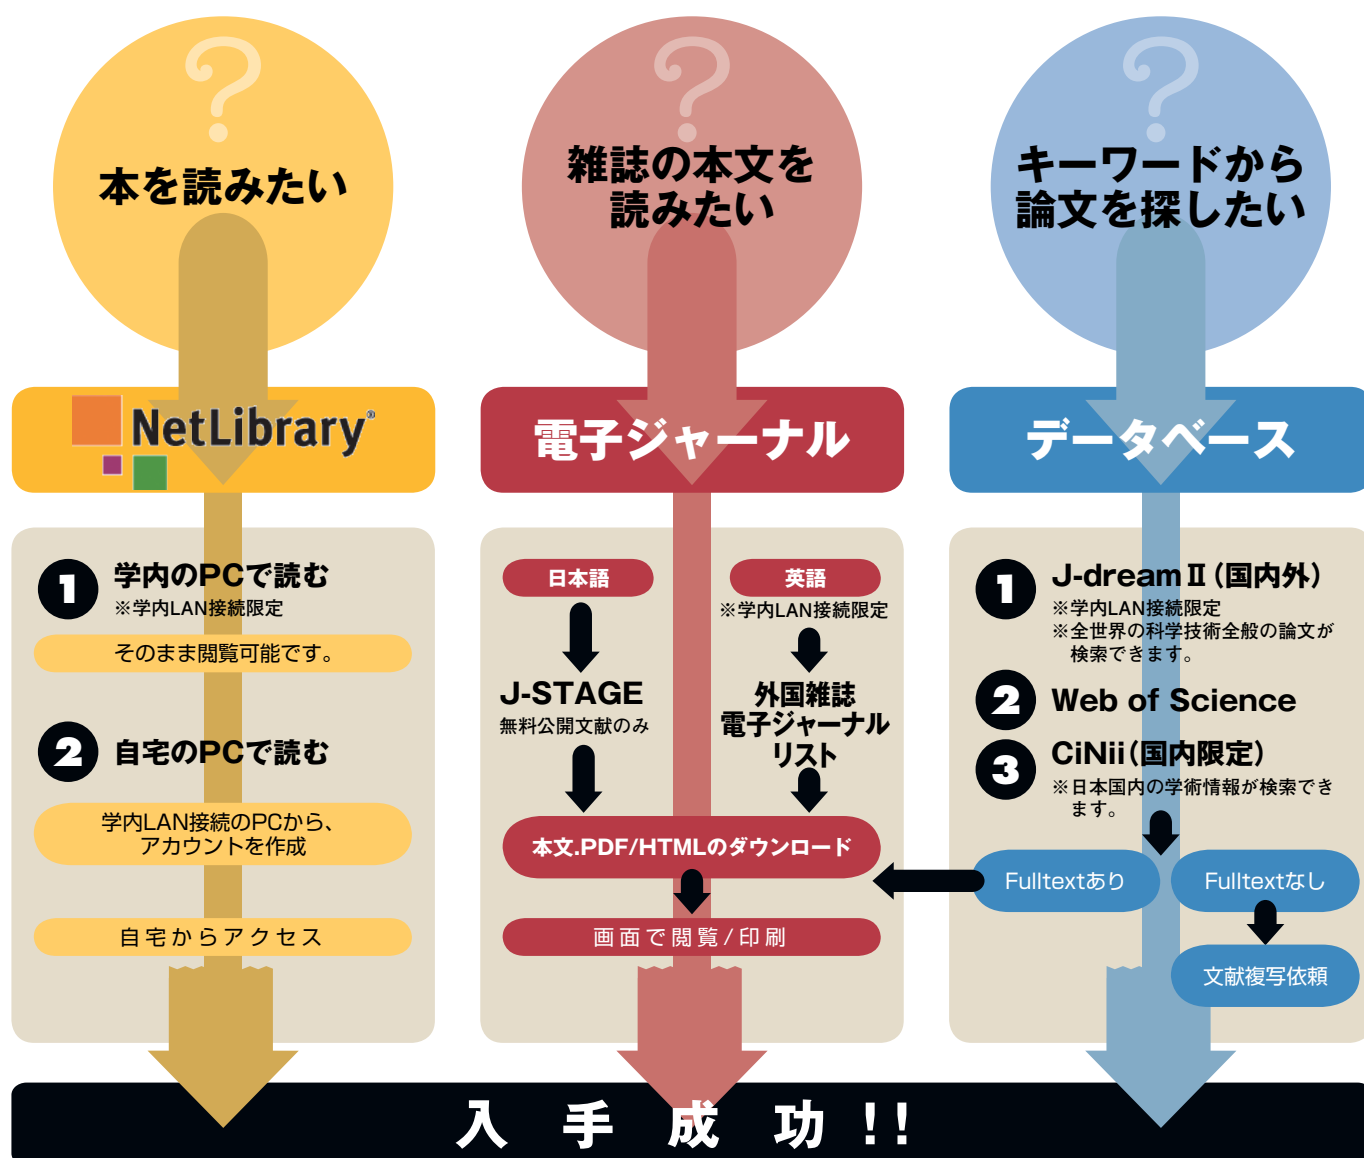 ?
本を読みたい
NetLibrary®
1 学内のPCで読む
※学内LAN接続限定
そのまま閲覧可能です。
2 自宅のPCで読む
学内LAN接続のPCから、
アカウントを作成
自宅からアクセス
?
雑誌の本文を
読みたい
電子ジャーナル
日本語
J-STAGE
無料公開文献のみ
英語
※学内LAN接続限定
外国雑誌
電子ジャーナル
リスト
本文.PDF/HTMLのダウンロード
画面で閲覧/印刷
?
キーワードから
論文を探したい
データベース
1 J-dreamⅡ(国内外)
※学内LAN接続限定
※全世界の科学技術全般の論文が
検索できます。
2 Web of Science
3 CiNii(国内限定)
※日本国内の学術情報が検索でき
ます。
Fulltextあり
Fulltextなし
文献複写依頼
入手成功!!